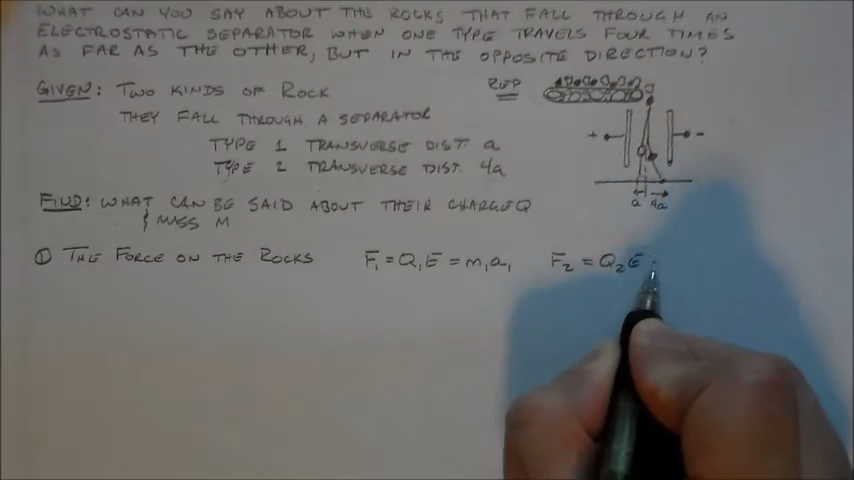 WHAT CAN YOU SAY ABOUT THE ROCKS THAT FALL THROUGH AN
ELECTROSTATIC SEPARATOR WHEN ONE TYPE TRAVELS FOUR TIMES
AS FAR AS THE OTHER, BUT IN THE OPPOSITE DIRECTION?
GIVEN: TWO KINDS OF ROCK
REP
THEY FALL THROUGH A SEPARATOR
+ -
TYPE 1 TRANSVERSE DIST. a
TYPE 2 TRANSVERSE DIST. 4a
a 4a
FIND: WHAT CAN BE SAID ABOUT THEIR CHARGE Q
& MASS M
① THE FORCE ON THE ROCKS F₁ = Q₁E = m₁a₁ F₂ = Q₂E